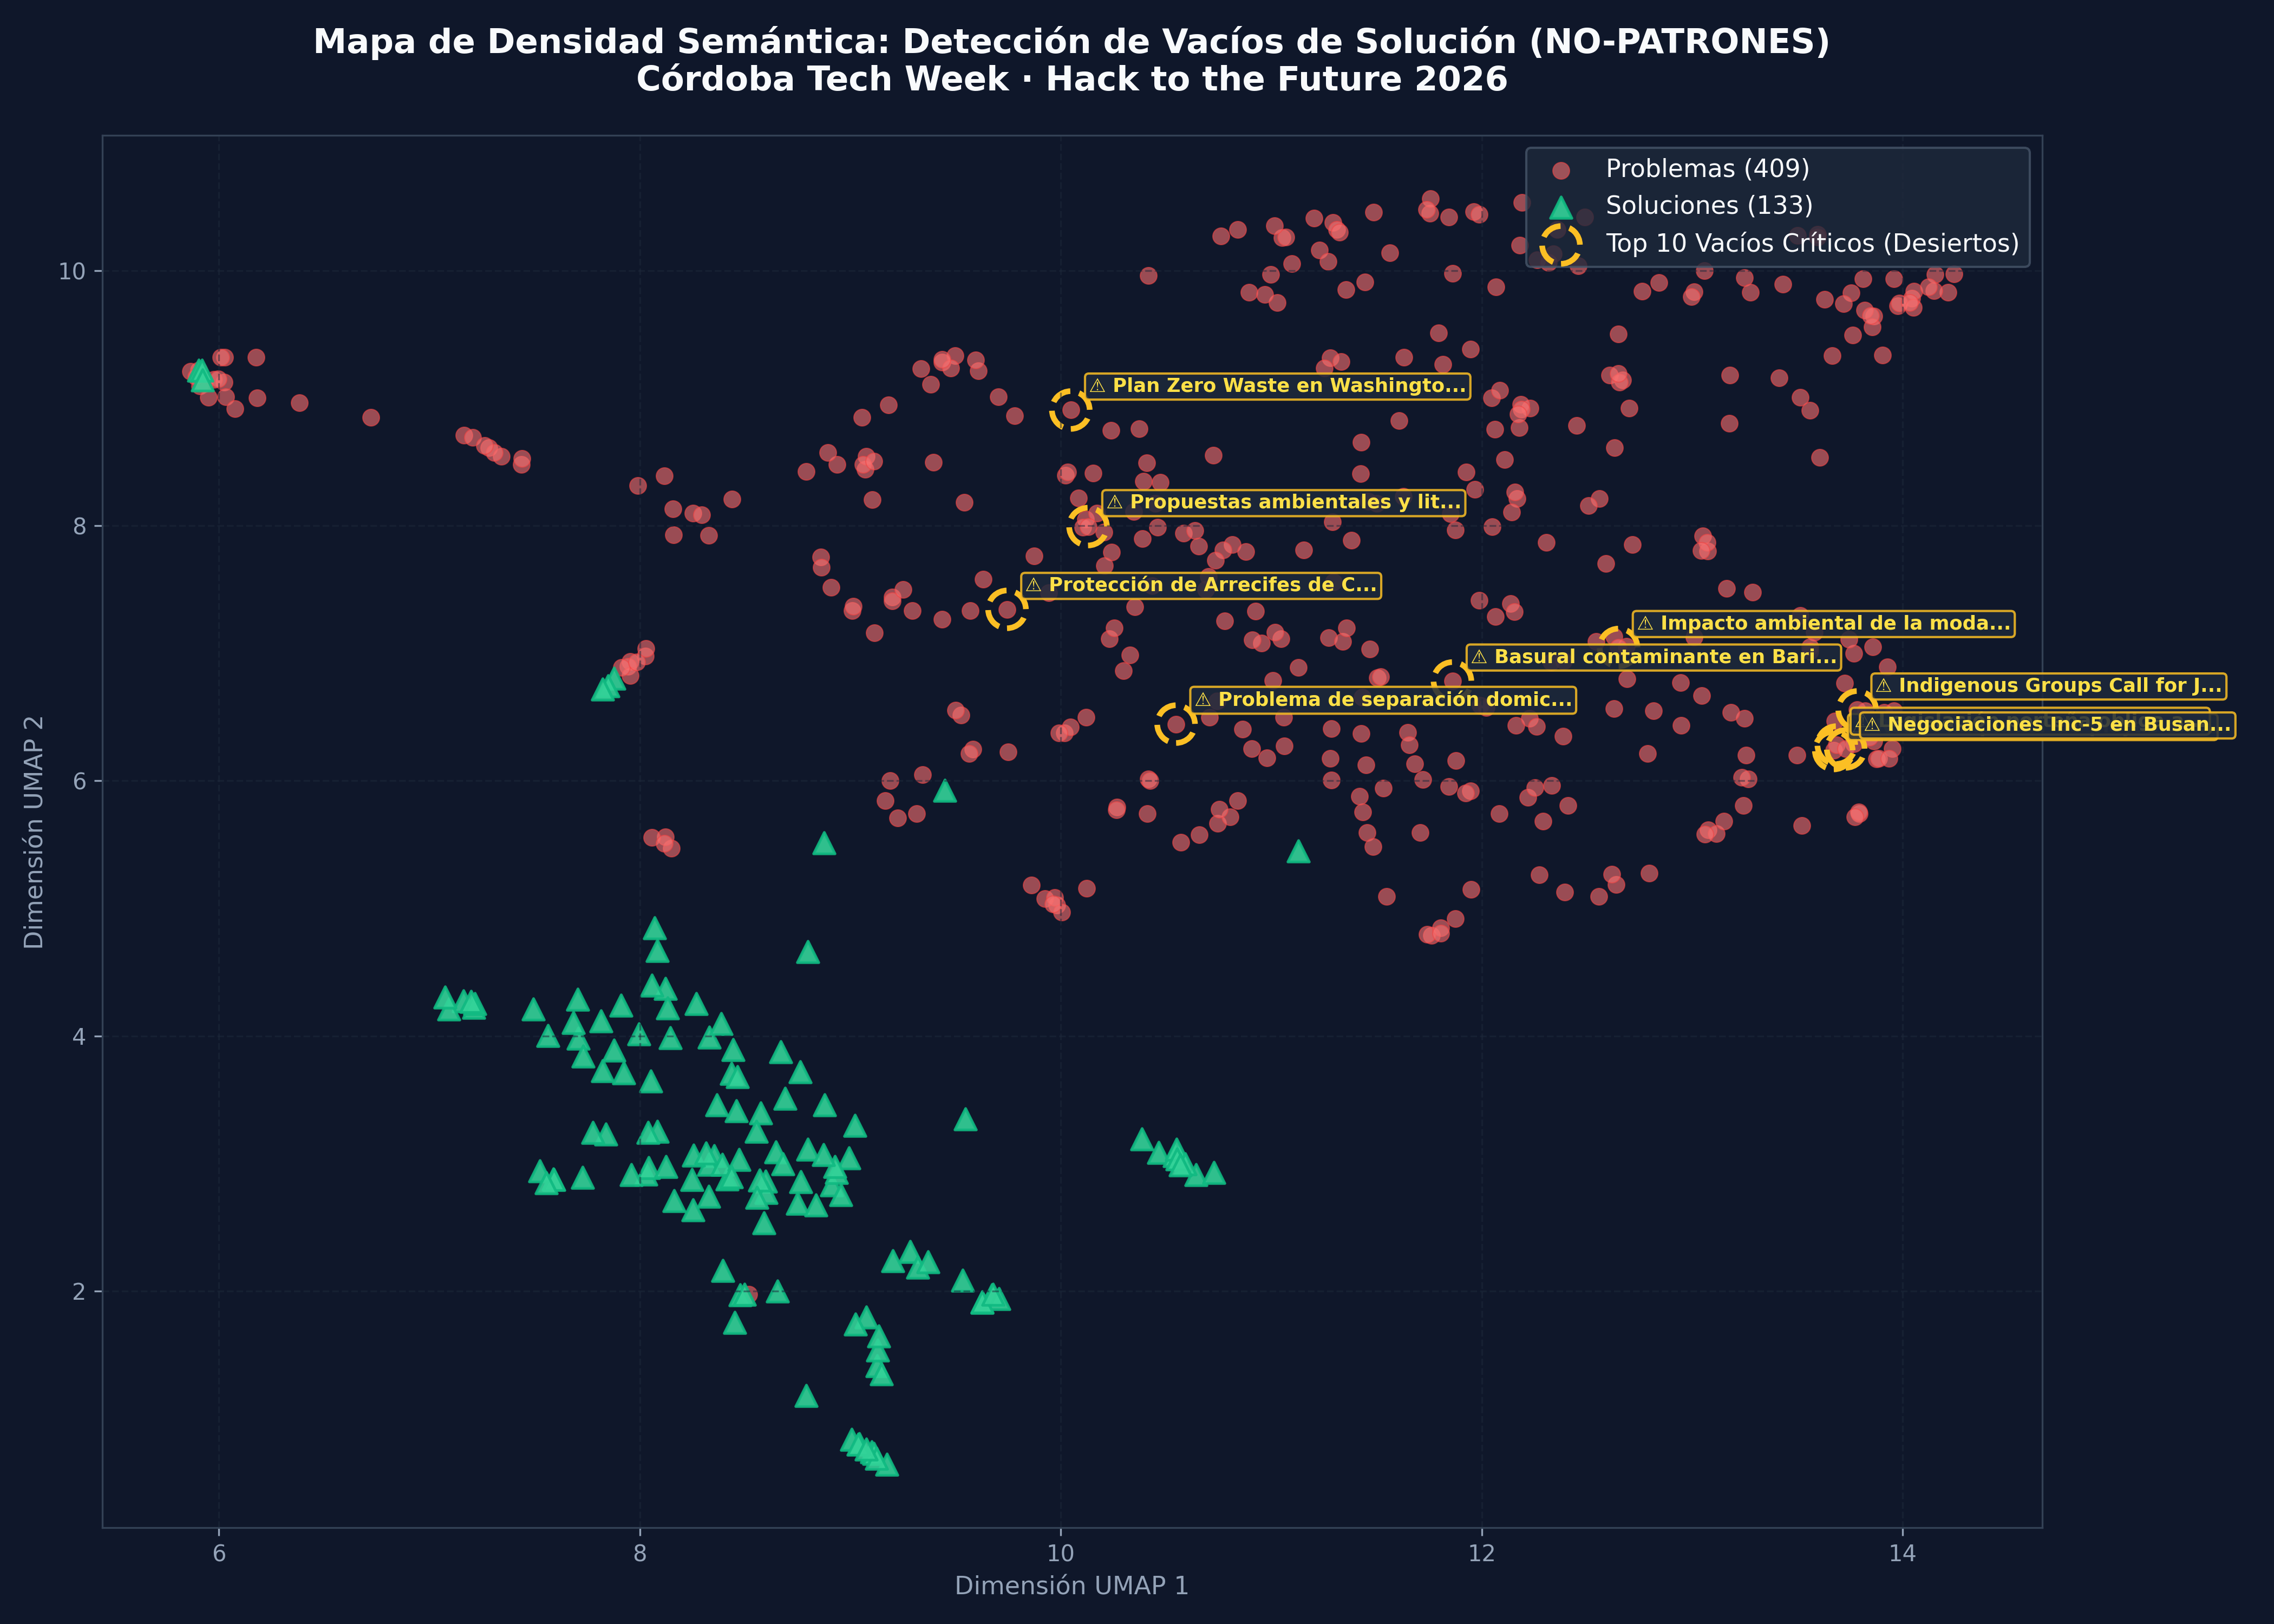 Mapa de Densidad Semántica: Detección de Vacíos de Solución (NO-PATRONES)
Córdoba Tech Week · Hack to the Future 2026
Problemas (409)
Soluciones (133)
Top 10 Vacíos Críticos (Desiertos)
⚠ Plan Zero Waste en Washingto...
⚠ Propuestas ambientales y lit...
⚠ Protección de Arrecifes de C...
⚠ Impacto ambiental de la moda...
⚠ Basural contaminante en Bari...
⚠ Indigenous Groups Call for J...
⚠ Problema de separación domic...
⚠ Negociaciones Inc-5 en Busan...
10
8
6
4
2
Dimensión UMAP 2
6
8
10
12
14
Dimensión UMAP 1